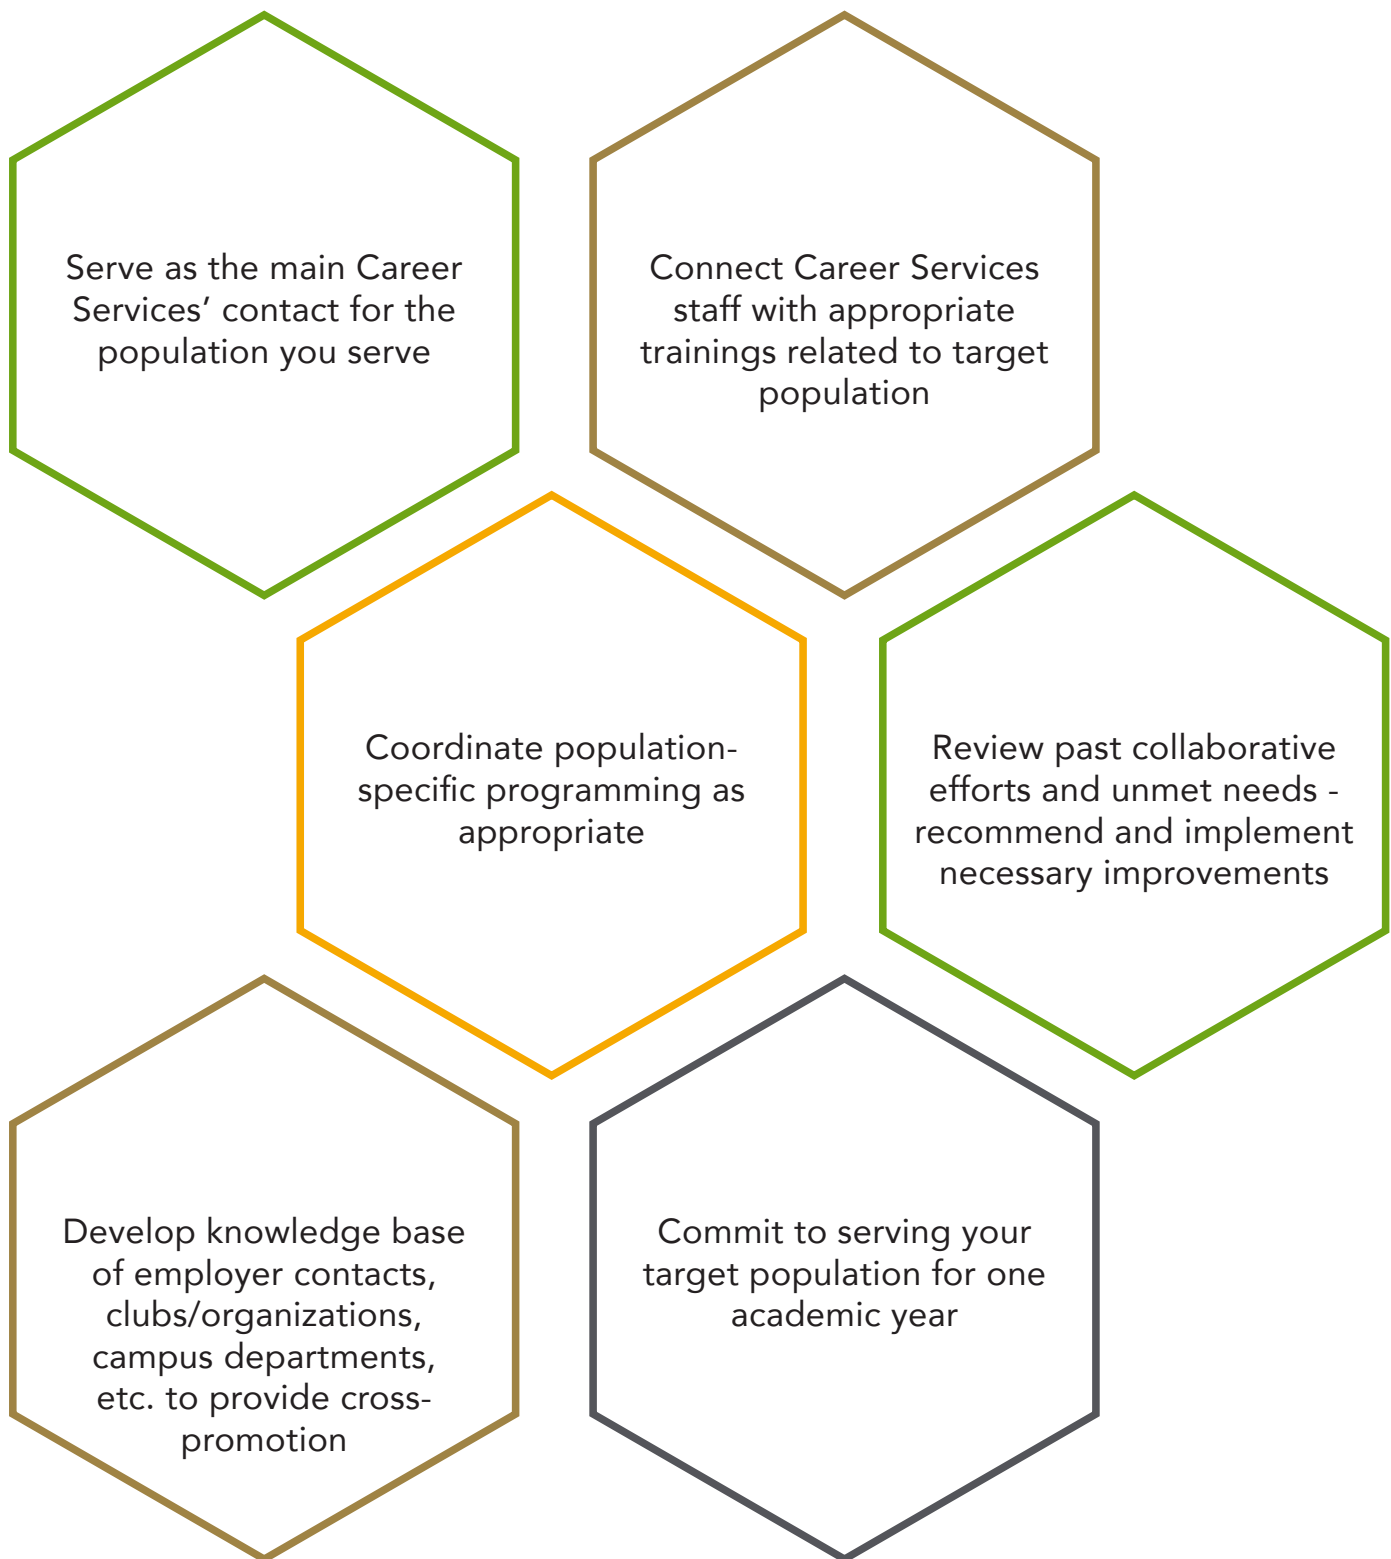 Serve as the main Career
Services’ contact for the
population you serve
Connect Career Services
staff with appropriate
trainings related to target
population
Coordinate population-
specific programming as
appropriate
Review past collaborative
efforts and unmet needs -
recommend and implement
necessary improvements
Develop knowledge base
of employer contacts,
clubs/organizations,
campus departments,
etc. to provide cross-
promotion
Commit to serving your
target population for one
academic year